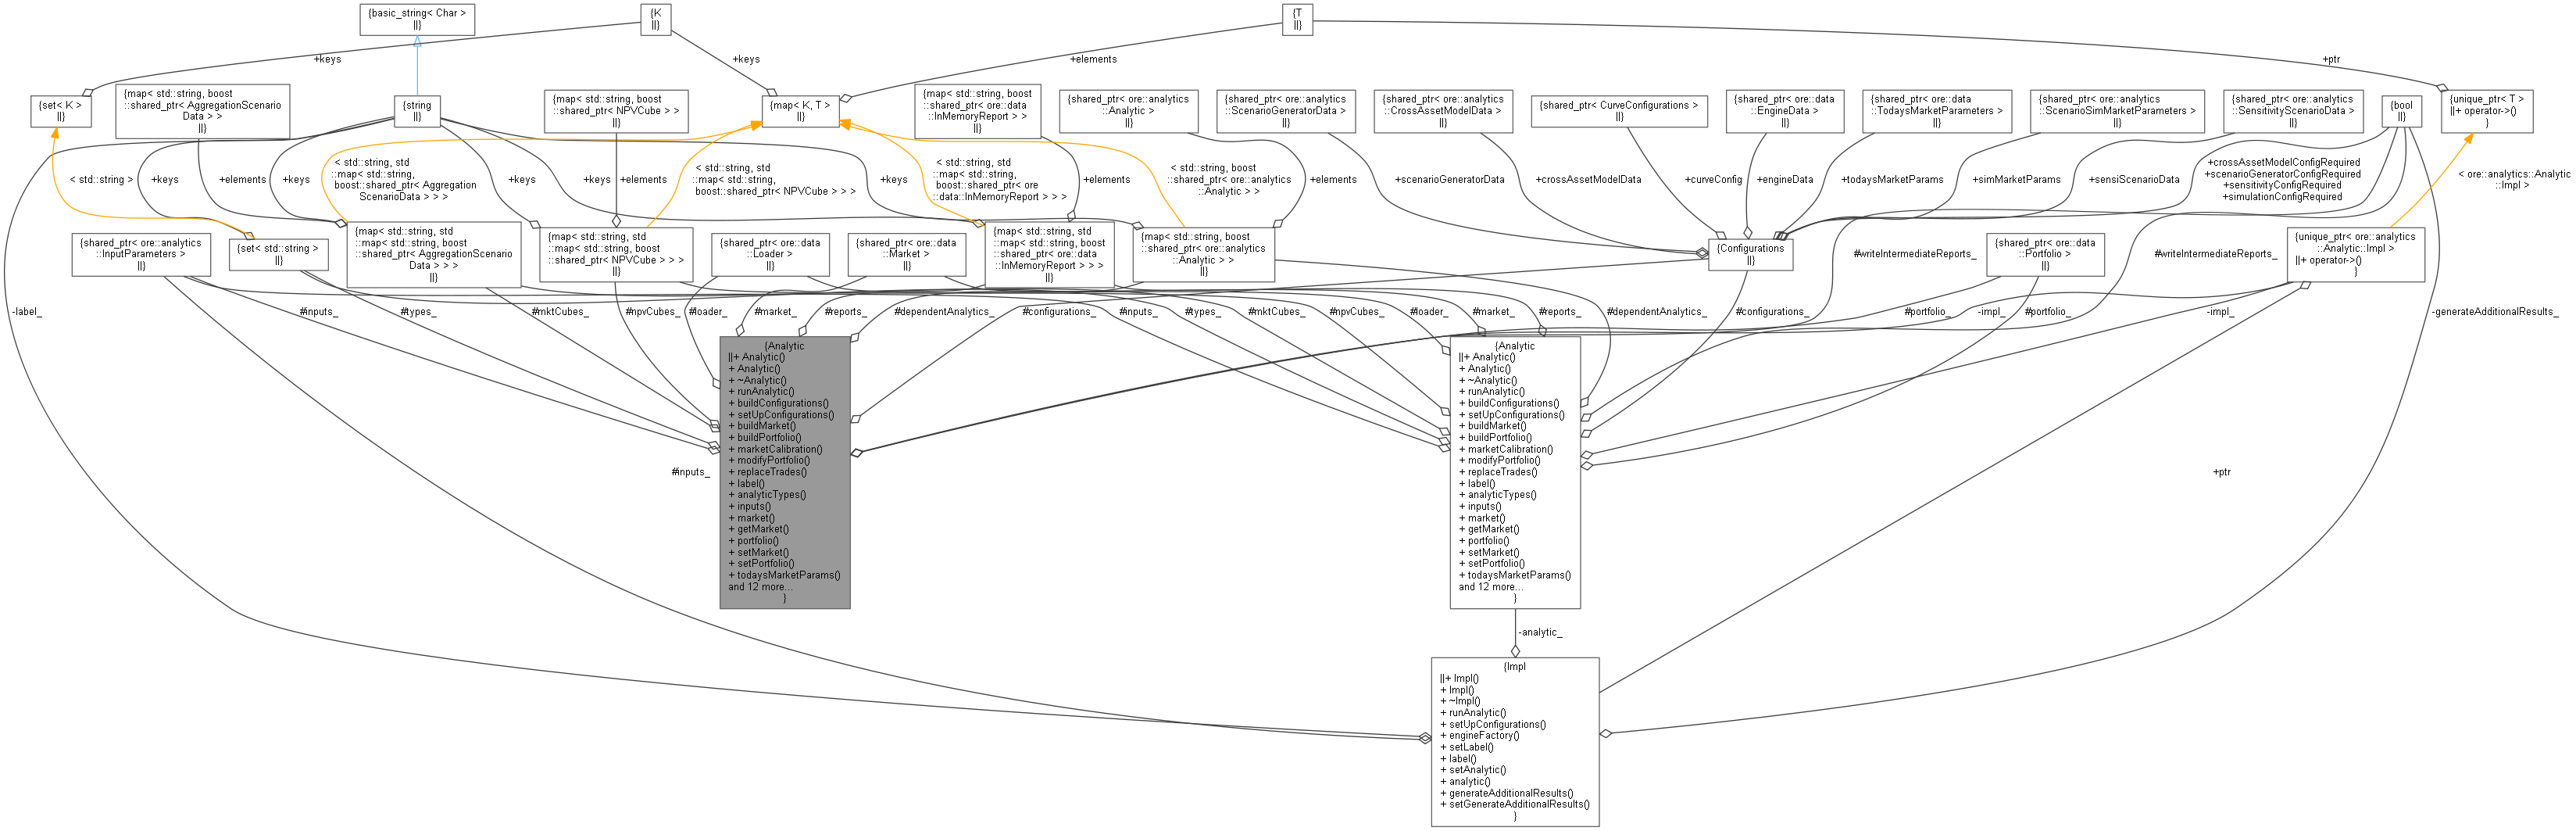 {basic_string< Char >
||}
{K
||}
{T
||}
+keys
+keys
+elements
+ptr
{set< K >
||}
{map< std::string, boost
::shared_ptr< AggregationScenario
Data > >
||}
{string
||}
{map< std::string, boost
::shared_ptr< NPVCube > >
||}
{map< K, T >
||}
{map< std::string, boost
::shared_ptr< ore::data
::InMemoryReport > >
||}
{shared_ptr< ore::analytics
::Analytic >
||}
{shared_ptr< ore::analytics
::ScenarioGeneratorData >
||}
{shared_ptr< ore::analytics
::CrossAssetModelData >
||}
{shared_ptr< CurveConfigurations >
||}
{shared_ptr< ore::data
::EngineData >
||}
{shared_ptr< ore::data
::TodaysMarketParameters >
||}
{shared_ptr< ore::analytics
::ScenarioSimMarketParameters >
||}
{shared_ptr< ore::analytics
::SensitivityScenarioData >
||}
{bool
||}
{unique_ptr< T >
||+ operator->()
}
< std::string >
+keys
+elements
+keys
< std::string, std
::map< std::string,
boost::shared_ptr< Aggregation
ScenarioData > > >
+keys
+elements
+keys
< std::string, std
::map< std::string,
boost::shared_ptr< NPVCube > > >
+keys
< std::string, std
::map< std::string,
boost::shared_ptr< ore
::data::InMemoryReport > > >
+elements
< std::string, boost
::shared_ptr< ore::analytics
::Analytic > >
+elements
+scenarioGeneratorData
+crossAssetModelData
+curveConfig
+engineData
+todaysMarketParams
+simMarketParams
+sensiScenarioData
+crossAssetModelConfigRequired
+scenarioGeneratorConfigRequired
+sensitivityConfigRequired
+simulationConfigRequired
< ore::analytics::Analytic
::Impl >
{shared_ptr< ore::analytics
::InputParameters >
||}
{set< std::string >
||}
{map< std::string, std
::map< std::string, boost
::shared_ptr< AggregationScenario
Data > > >
||}
{map< std::string, std
::map< std::string, boost
::shared_ptr< NPVCube > > >
||}
{shared_ptr< ore::data
::Loader >
||}
{shared_ptr< ore::data
::Market >
||}
{map< std::string, std
::map< std::string, boost
::shared_ptr< ore::data
::InMemoryReport > > >
||}
{map< std::string, boost
::shared_ptr< ore::analytics
::Analytic > >
||}
{Configurations
||}
#writeIntermediateReports_
{shared_ptr< ore::data
::Portfolio >
||}
#writeIntermediateReports_
{unique_ptr< ore::analytics
::Analytic::Impl >
||+ operator->()
}
-label_
#inputs_
#types_
#mktCubes_
#npvCubes_
#loader_
#market_
#reports_
#dependentAnalytics_
#configurations_
#inputs_
#types_
#mktCubes_
#npvCubes_
#loader_
#market_
#reports_
#dependentAnalytics_
#configurations_
#portfolio_
-impl_
#portfolio_
-impl_
-generateAdditionalResults_
{Analytic
||+ Analytic()
+ Analytic()
+ ~Analytic()
+ runAnalytic()
+ buildConfigurations()
+ setUpConfigurations()
+ buildMarket()
+ buildPortfolio()
+ marketCalibration()
+ modifyPortfolio()
+ replaceTrades()
+ label()
+ analyticTypes()
+ inputs()
+ market()
+ getMarket()
+ portfolio()
+ setMarket()
+ setPortfolio()
+ todaysMarketParams()
and 12 more...
}
{Analytic
||+ Analytic()
+ Analytic()
+ ~Analytic()
+ runAnalytic()
+ buildConfigurations()
+ setUpConfigurations()
+ buildMarket()
+ buildPortfolio()
+ marketCalibration()
+ modifyPortfolio()
+ replaceTrades()
+ label()
+ analyticTypes()
+ inputs()
+ market()
+ getMarket()
+ portfolio()
+ setMarket()
+ setPortfolio()
+ todaysMarketParams()
and 12 more...
}
#inputs_
+ptr
-analytic_
{Impl
||+ Impl()
+ Impl()
+ ~Impl()
+ runAnalytic()
+ setUpConfigurations()
+ engineFactory()
+ setLabel()
+ label()
+ setAnalytic()
+ analytic()
+ generateAdditionalResults()
+ setGenerateAdditionalResults()
}